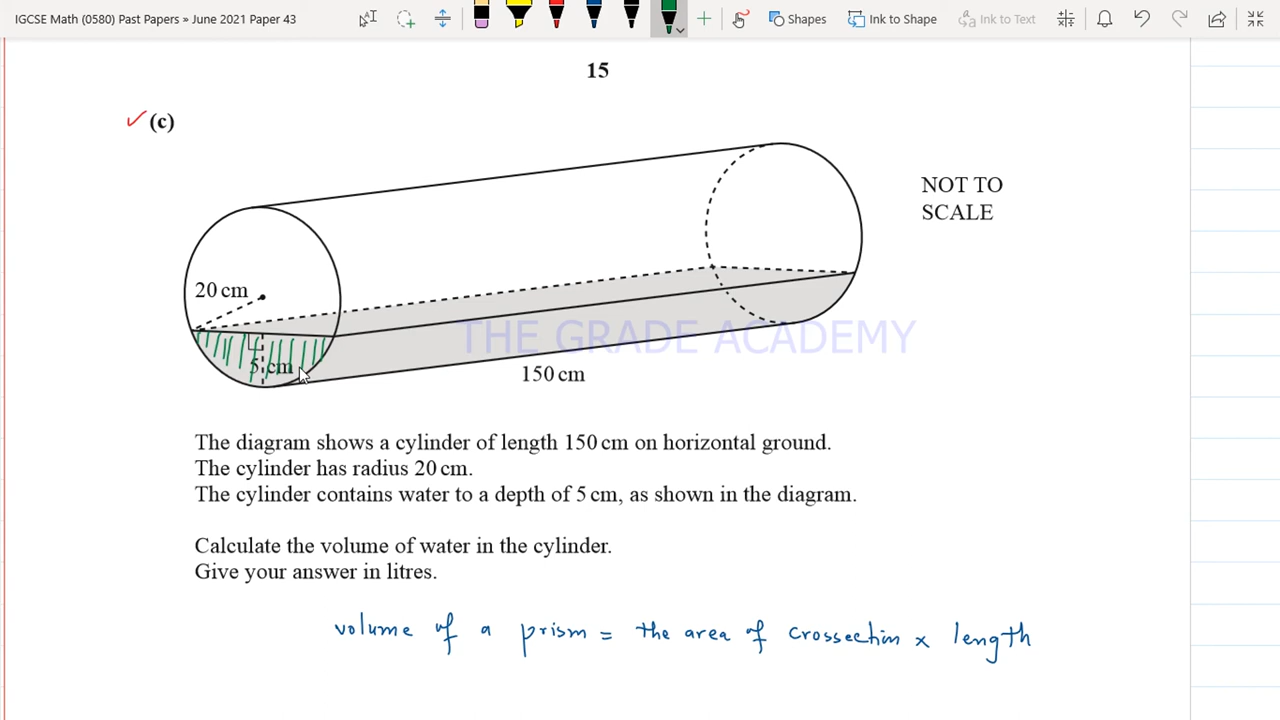 IGCSE Math (0580) Past Papers » June 2021 Paper 43
Shapes
Ink to Shape
Ink to Text
15
(c)
NOT TO
SCALE
20 cm
THE GRADE ACADEMY
5 cm
150 cm
The diagram shows a cylinder of length 150 cm on horizontal ground.
The cylinder has radius 20 cm.
The cylinder contains water to a depth of 5 cm, as shown in the diagram.
Calculate the volume of water in the cylinder.
Give your answer in litres.
volume of a prism = the area of crossection × length